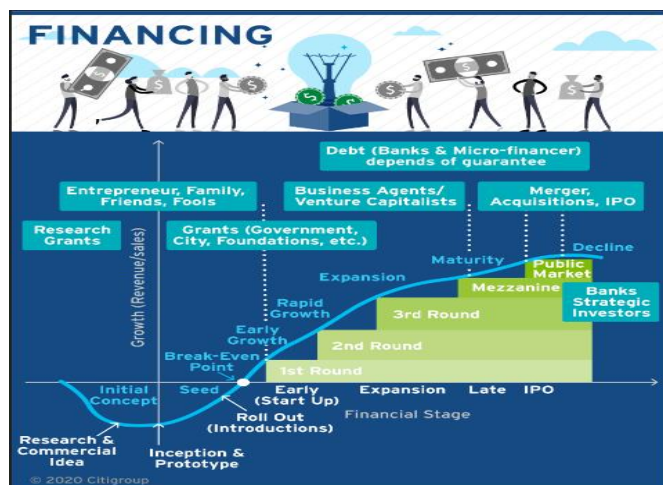 FINANCING
Debt (Banks & Micro-financer)
depends of guarantee
Entrepreneur, Family,
Friends, Fools
Business Agents/
Venture Capitalists
Merger,
Acquisitions, IPO
Research
Grants
Grants (Government,
City, Foundations, etc.)
Growth (Revenue/sales)
Decline
Maturity
Public
Market
Expansion
Mezzanine
Banks
Strategic
Investors
Rapid
Growth
3rd Round
Early
Growth
2nd Round
Break-Even
Point
1st Round
Initial
Concept
Seed
Early
(Start Up)
Expansion
Late
IPO
Roll Out
(Introductions)
Financial Stage
Research &
Commercial
Idea
Inception &
Prototype
© 2020 Citigroup